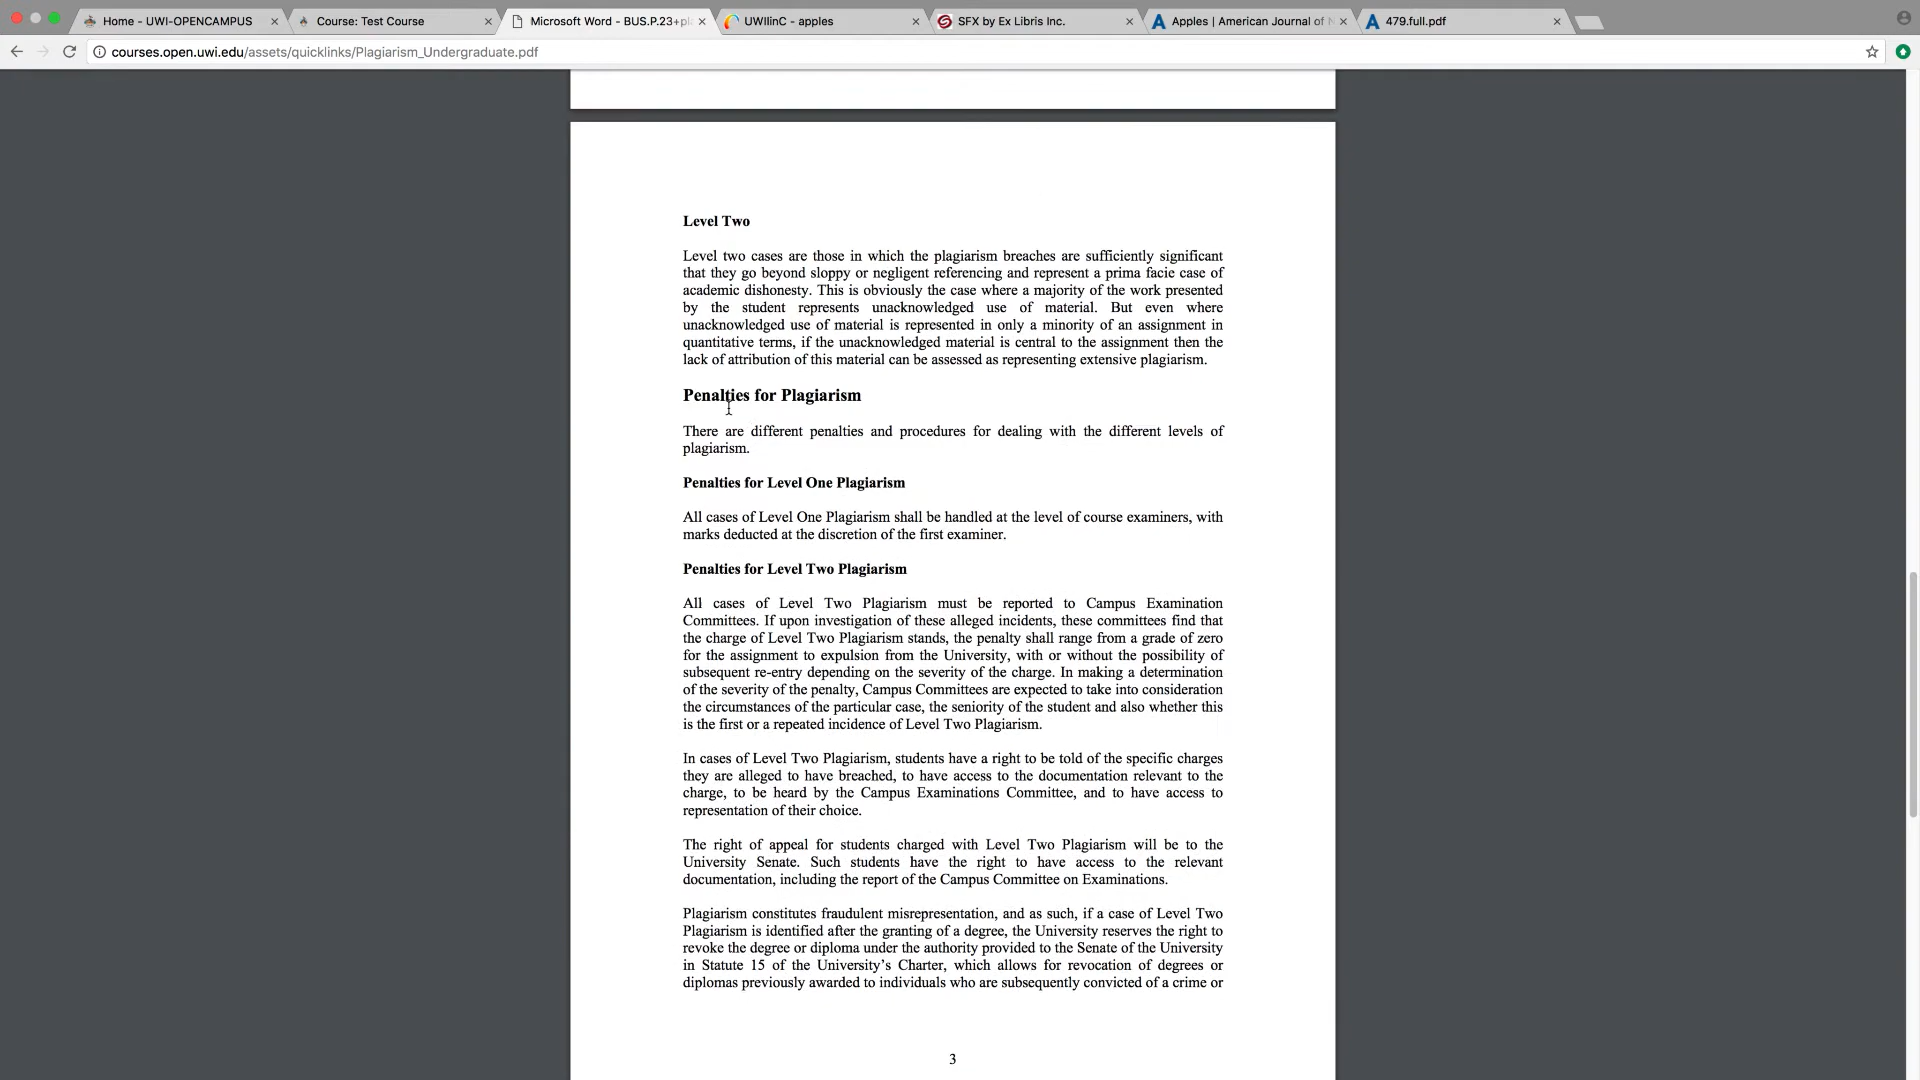 Home - UWI-OPENCAMPUS
Course: Test Course
Microsoft Word - BUS.P.23+pla
UWIlinC - apples
SFX by Ex Libris Inc.
Apples | American Journal of N
479.full.pdf
courses.open.uwi.edu/assets/quicklinks/Plagiarism_Undergraduate.pdf
Level Two
Level two cases are those in which the plagiarism breaches are sufficiently significant
that they go beyond sloppy or negligent referencing and represent a prima facie case of
academic dishonesty. This is obviously the case where a majority of the work presented
by the student represents unacknowledged use of material. But even where
unacknowledged use of material is represented in only a minority of an assignment in
quantitative terms, if the unacknowledged material is central to the assignment then the
lack of attribution of this material can be assessed as representing extensive plagiarism.
Penalties for Plagiarism
There are different penalties and procedures for dealing with the different levels of
plagiarism.
Penalties for Level One Plagiarism
All cases of Level One Plagiarism shall be handled at the level of course examiners, with
marks deducted at the discretion of the first examiner.
Penalties for Level Two Plagiarism
All cases of Level Two Plagiarism must be reported to Campus Examination
Committees. If upon investigation of these alleged incidents, these committees find that
the charge of Level Two Plagiarism stands, the penalty shall range from a grade of zero
for the assignment to expulsion from the University, with or without the possibility of
subsequent re-entry depending on the severity of the charge. In making a determination
of the severity of the penalty, Campus Committees are expected to take into consideration
the circumstances of the particular case, the seniority of the student and also whether this
is the first or a repeated incidence of Level Two Plagiarism.
In cases of Level Two Plagiarism, students have a right to be told of the specific charges
they are alleged to have breached, to have access to the documentation relevant to the
charge, to be heard by the Campus Examinations Committee, and to have access to
representation of their choice.
The right of appeal for students charged with Level Two Plagiarism will be to the
University Senate. Such students have the right to have access to the relevant
documentation, including the report of the Campus Committee on Examinations.
Plagiarism constitutes fraudulent misrepresentation, and as such, if a case of Level Two
Plagiarism is identified after the granting of a degree, the University reserves the right to
revoke the degree or diploma under the authority provided to the Senate of the University
in Statute 15 of the University’s Charter, which allows for revocation of degrees or
diplomas previously awarded to individuals who are subsequently convicted of a crime or
3